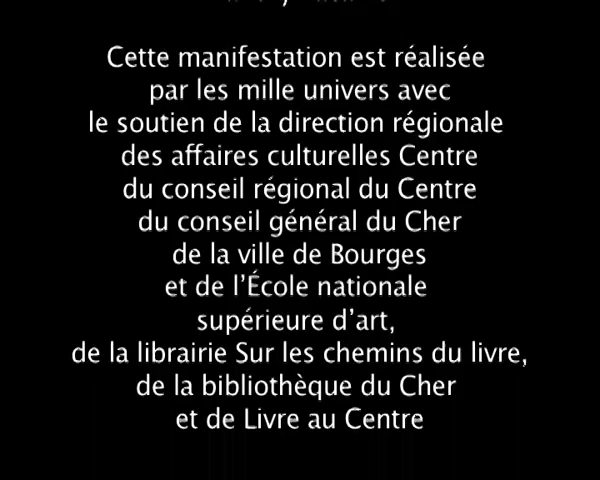 Cette manifestation est réalisée
par les mille univers avec
le soutien de la direction régionale
des affaires culturelles Centre
du conseil régional du Centre
du conseil général du Cher
de la ville de Bourges
et de l’École nationale
supérieure d’art,
de la librairie Sur les chemins du livre,
de la bibliothèque du Cher
et de Livre au Centre